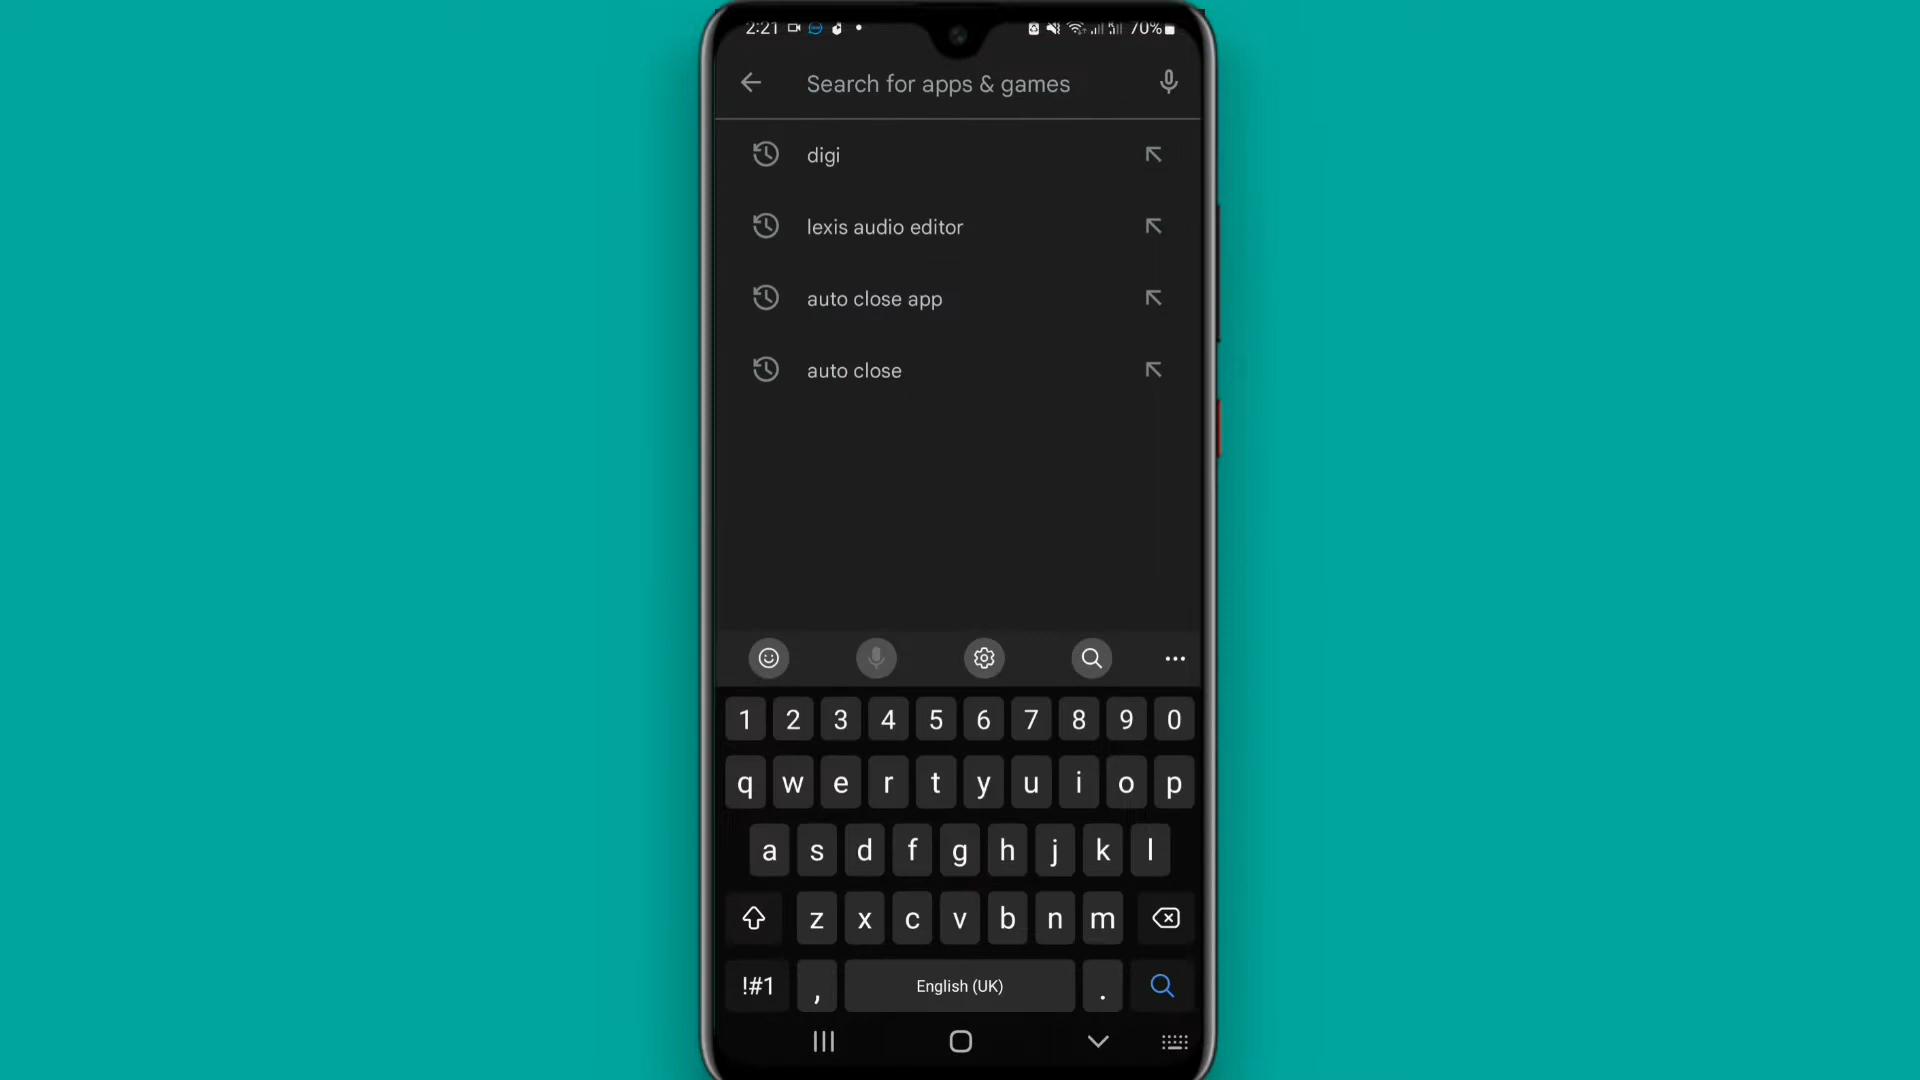 2:21 70%
Search for apps & games
digi
lexis audio editor
auto close app
auto close
1 2 3 4 5 6 7 8 9 0
q w e r t y u i o p
a s d f g h j k l
z x c v b n m
!#1 , English (UK) .